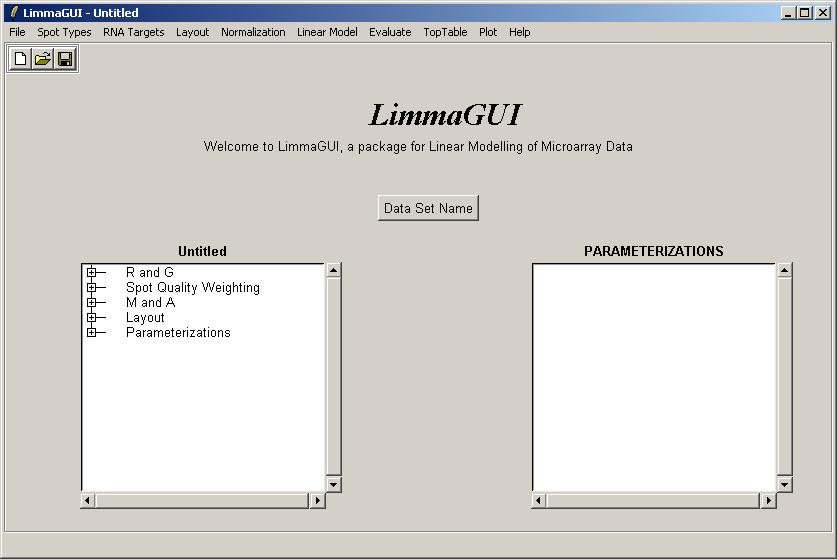 LimmaGUI - Untitled
File Spot Types RNA Targets Layout Normalization Linear Model Evaluate TopTable Plot Help
LimmaGUI
Welcome to LimmaGUI, a package for Linear Modelling of Microarray Data
Data Set Name
Untitled
R and G
Spot Quality Weighting
M and A
Layout
Parameterizations
PARAMETERIZATIONS